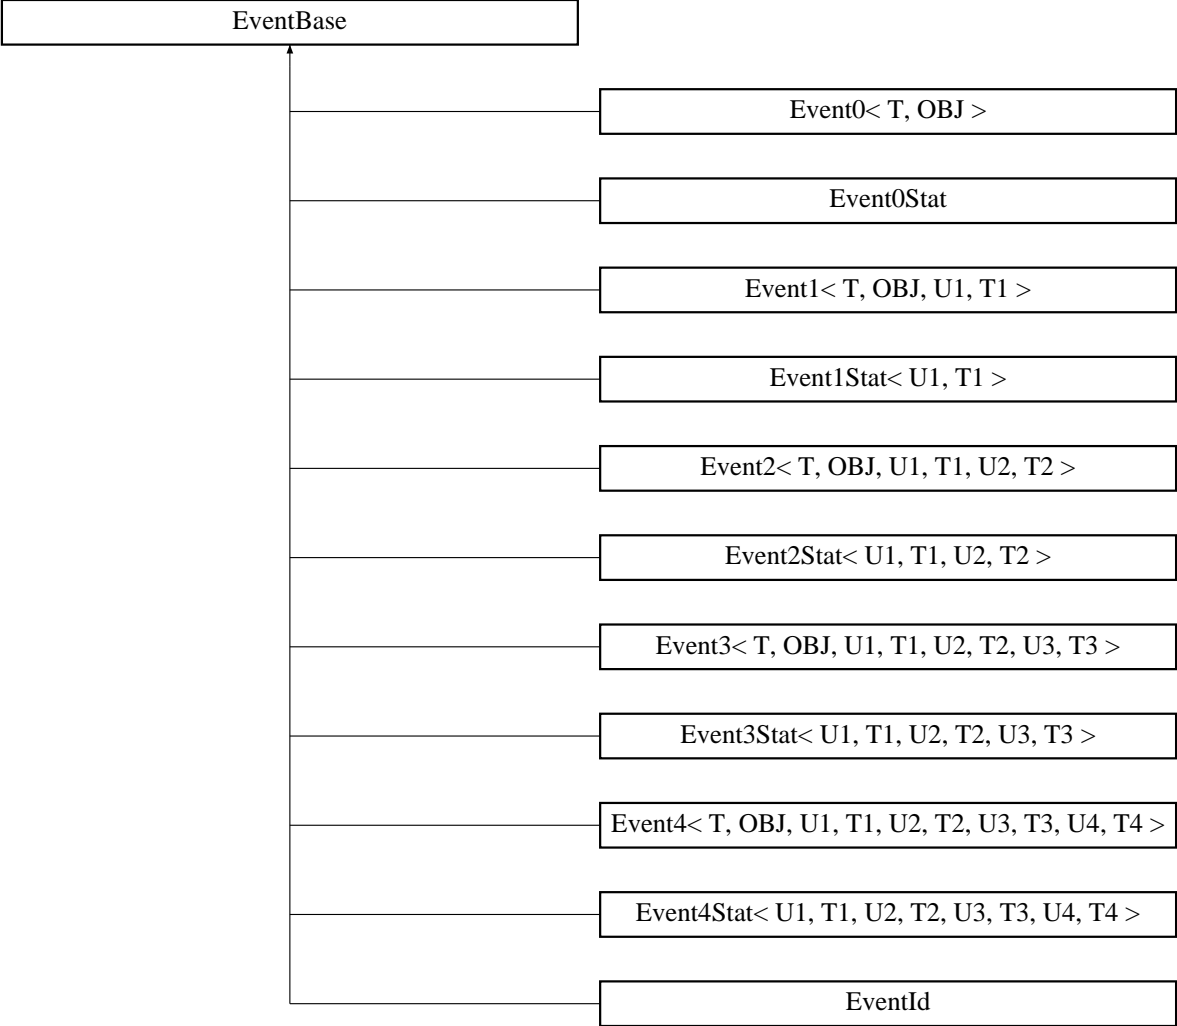 EventBase
Event0< T, OBJ >
Event0Stat
Event1< T, OBJ, U1, T1 >
Event1Stat< U1, T1 >
Event2< T, OBJ, U1, T1, U2, T2 >
Event2Stat< U1, T1, U2, T2 >
Event3< T, OBJ, U1, T1, U2, T2, U3, T3 >
Event3Stat< U1, T1, U2, T2, U3, T3 >
Event4< T, OBJ, U1, T1, U2, T2, U3, T3, U4, T4 >
Event4Stat< U1, T1, U2, T2, U3, T3, U4, T4 >
EventId